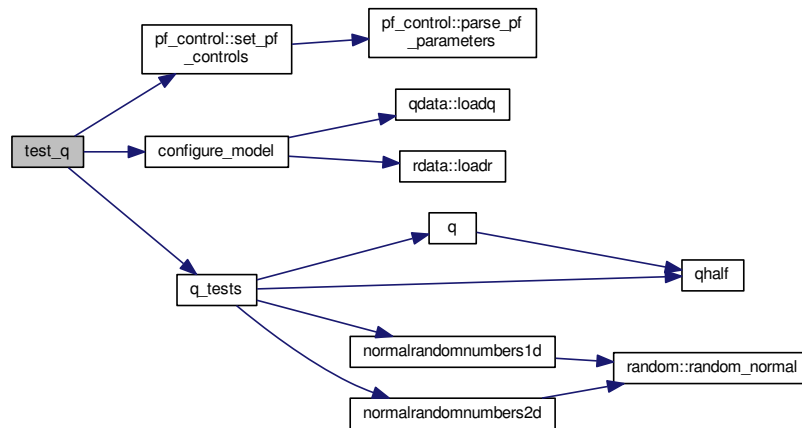 pf_control::set_pf
_controls
pf_control::parse_pf
_parameters
qdata::loadq
test_q
configure_model
rdata::loadr
q
q_tests
qhalf
normalrandomnumbers1d
random::random_normal
normalrandomnumbers2d